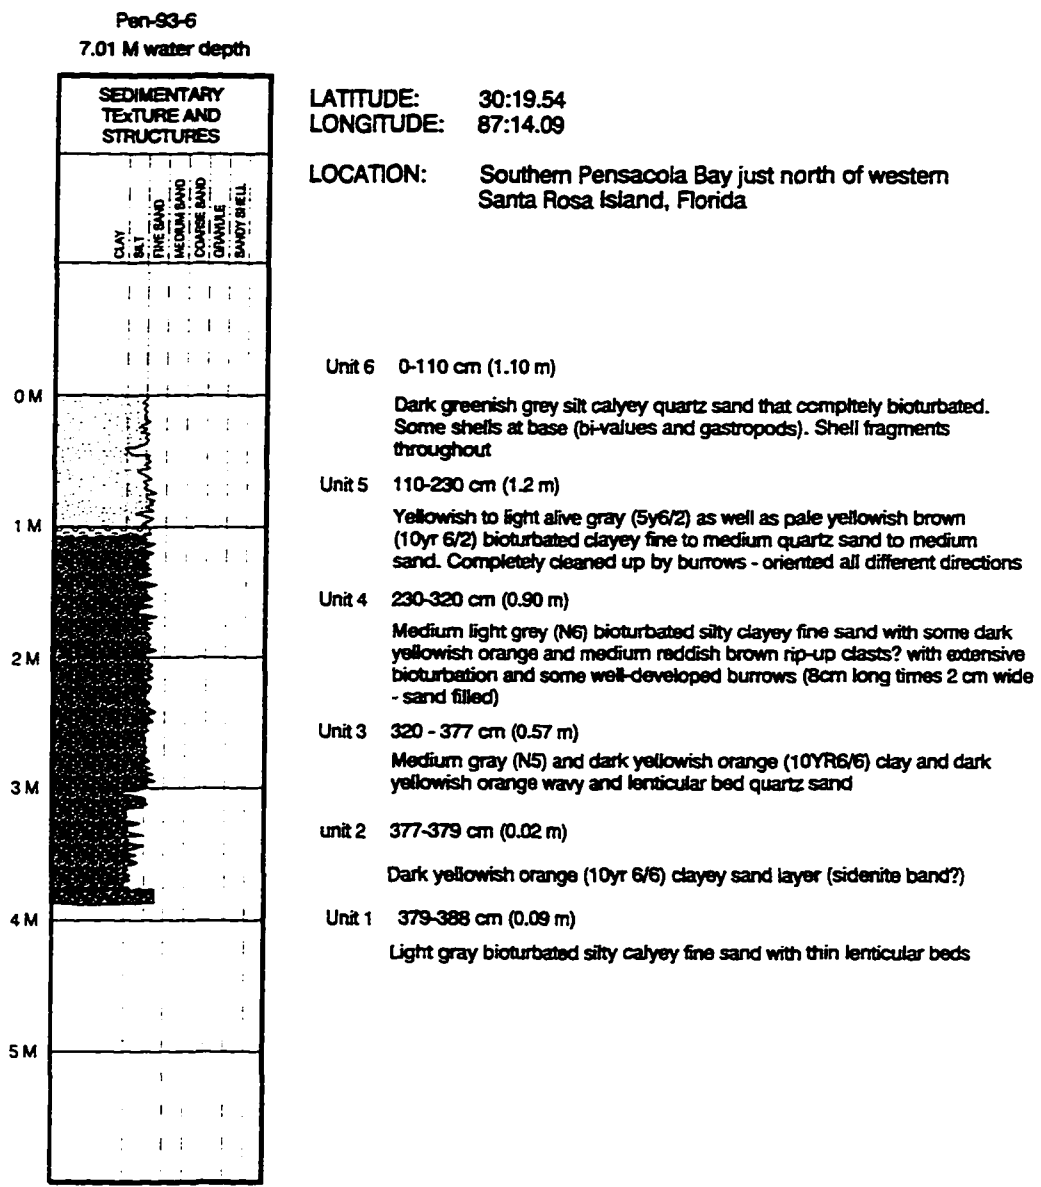 Pen-93-6
7.01 M water depth
SEDIMENTARY
TEXTURE AND
STRUCTURES
CLAY
SILT
FINE SAND
MEDIUM SAND
COARSE SAND
GRANULE
SANDY SHELL
LATITUDE: 30:19.54
LONGITUDE: 87:14.09
LOCATION: Southern Pensacola Bay just north of western
Santa Rosa Island, Florida
0 M
1 M
2 M
3 M
4 M
5 M
Unit 6 0-110 cm (1.10 m)
Dark greenish grey silt calyey quartz sand that compltely bioturbated.
Some shells at base (bi-values and gastropods). Shell fragments
throughout
Unit 5 110-230 cm (1.2 m)
Yellowish to light alive gray (5y6/2) as well as pale yellowish brown
(10yr 6/2) bioturbated clayey fine to medium quartz sand to medium
sand. Completely cleaned up by burrows - oriented all different directions
Unit 4 230-320 cm (0.90 m)
Medium light grey (N6) bioturbated silty clayey fine sand with some dark
yellowish orange and medium reddish brown rip-up clasts? with extensive
bioturbation and some well-developed burrows (8cm long times 2 cm wide
- sand filled)
Unit 3 320 - 377 cm (0.57 m)
Medium gray (N5) and dark yellowish orange (10YR6/6) clay and dark
yellowish orange wavy and lenticular bed quartz sand
unit 2 377-379 cm (0.02 m)
Dark yellowish orange (10yr 6/6) clayey sand layer (sidenite band?)
Unit 1 379-388 cm (0.09 m)
Light gray bioturbated silty calyey fine sand with thin lenticular beds